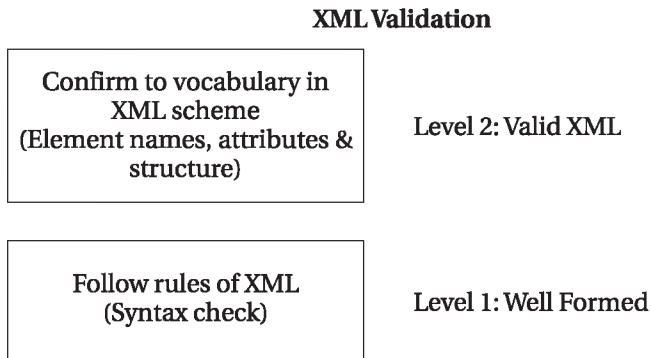 XML Validation
Confirm to vocabulary in
XML scheme
(Element names, attributes &
structure)
Level 2: Valid XML
Follow rules of XML
(Syntax check)
Level 1: Well Formed